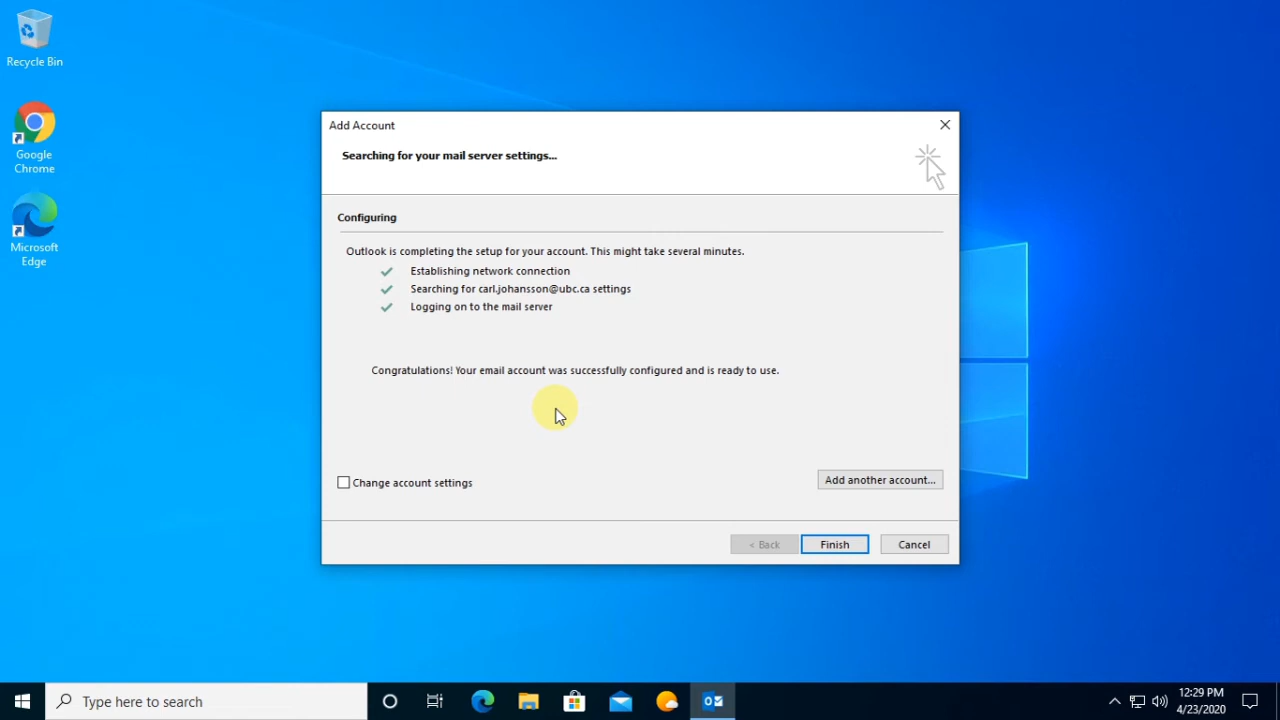 Recycle Bin
Google
Chrome
Microsoft
Edge
Add Account
Searching for your mail server settings...
Configuring
Outlook is completing the setup for your account. This might take several minutes.
Establishing network connection
Searching for carl.johansson@ubc.ca settings
Logging on to the mail server
Congratulations! Your email account was successfully configured and is ready to use.
Change account settings
Add another account...
< Back
Finish
Cancel
Type here to search
12:29 PM
4/23/2020